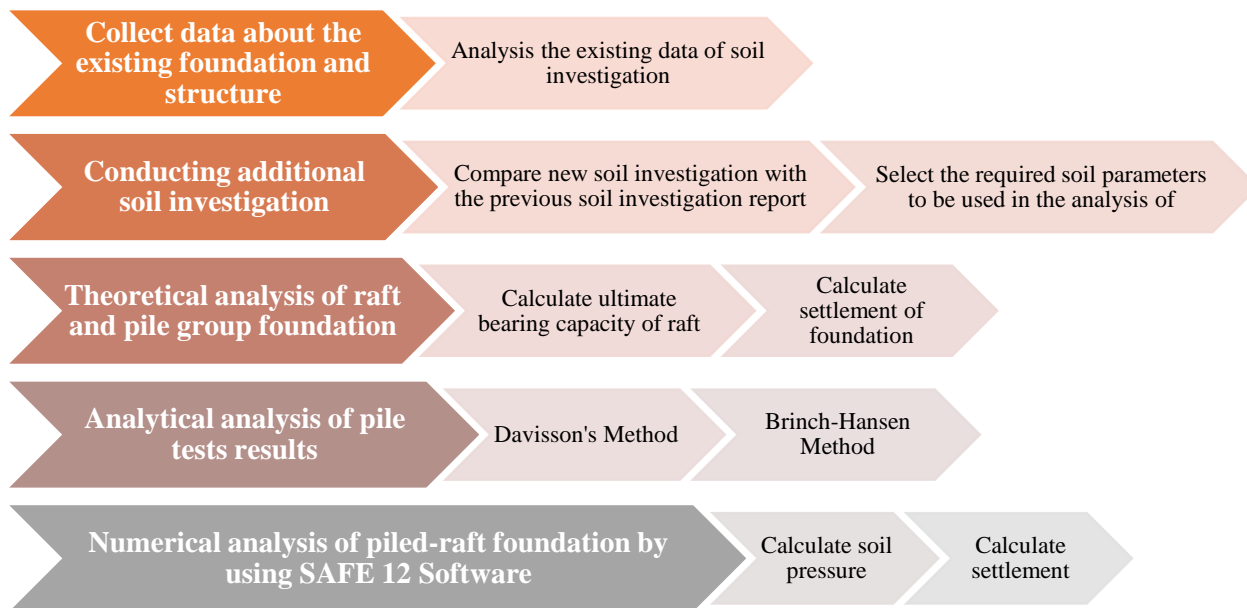 Collect data about the
existing foundation and
structure
Analysis the existing data of soil
investigation
Conducting additional
soil investigation
Compare new soil investigation with
the previous soil investigation report
Select the required soil parameters
to be used in the analysis of
Theoretical analysis of raft
and pile group foundation
Calculate ultimate
bearing capacity of raft
Calculate
settlement of
foundation
Analytical analysis of pile
tests results
Davisson's Method
Brinch-Hansen
Method
Numerical analysis of piled-raft foundation by
using SAFE 12 Software
Calculate soil
pressure
Calculate
settlement